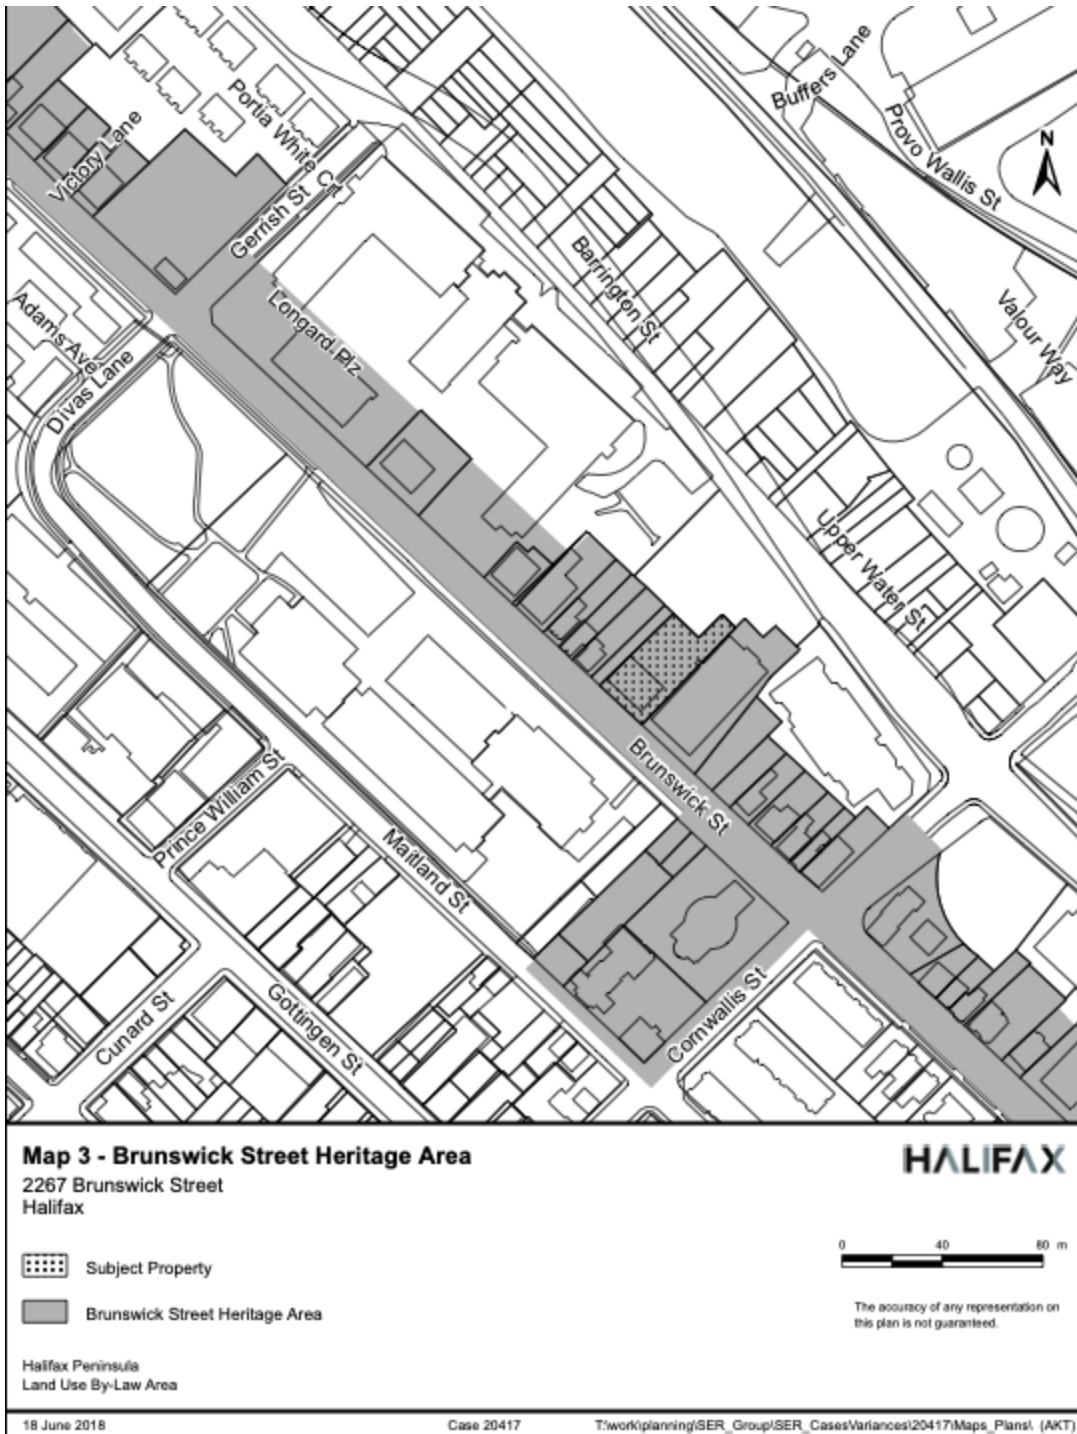 Buffers Lane
Provo Wallis St
N
Portia White Crt
Victory Lane
Gerrish St
Barrington St
Valour Way
Longard Plz
Adams Ave
Divas Lane
Upper Water St
Brunswick St
Prince William St
Maitland St
Cornwallis St
Gottingen St
Cunard St
Map 3 - Brunswick Street Heritage Area
HALIFAX
2267 Brunswick Street
Halifax
0 40 80 m
Subject Property
Brunswick Street Heritage Area
The accuracy of any representation on
this plan is not guaranteed.
Halifax Peninsula
Land Use By-Law Area
18 June 2018 Case 20417 T:\work\planning\SER_Group\SER_CasesVariances\20417\Maps_Plans\ (AKT)